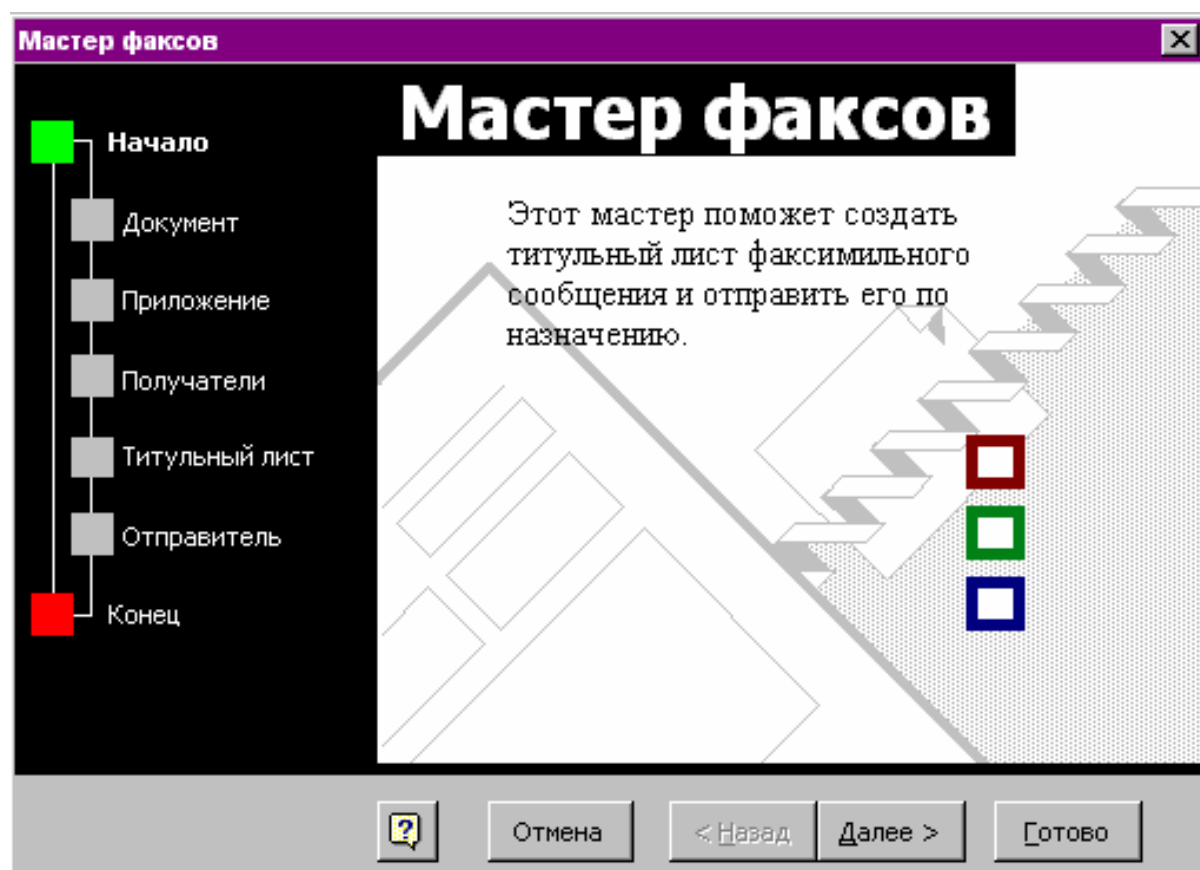 Мастер факсов
Мастер факсов
Начало
Документ
Приложение
Получатели
Титульный лист
Отправитель
Конец
Этот мастер поможет создать
титульный лист факсимильного
сообщения и отправить его по
назначению.
?
Отмена
< Назад
Далее >
Готово